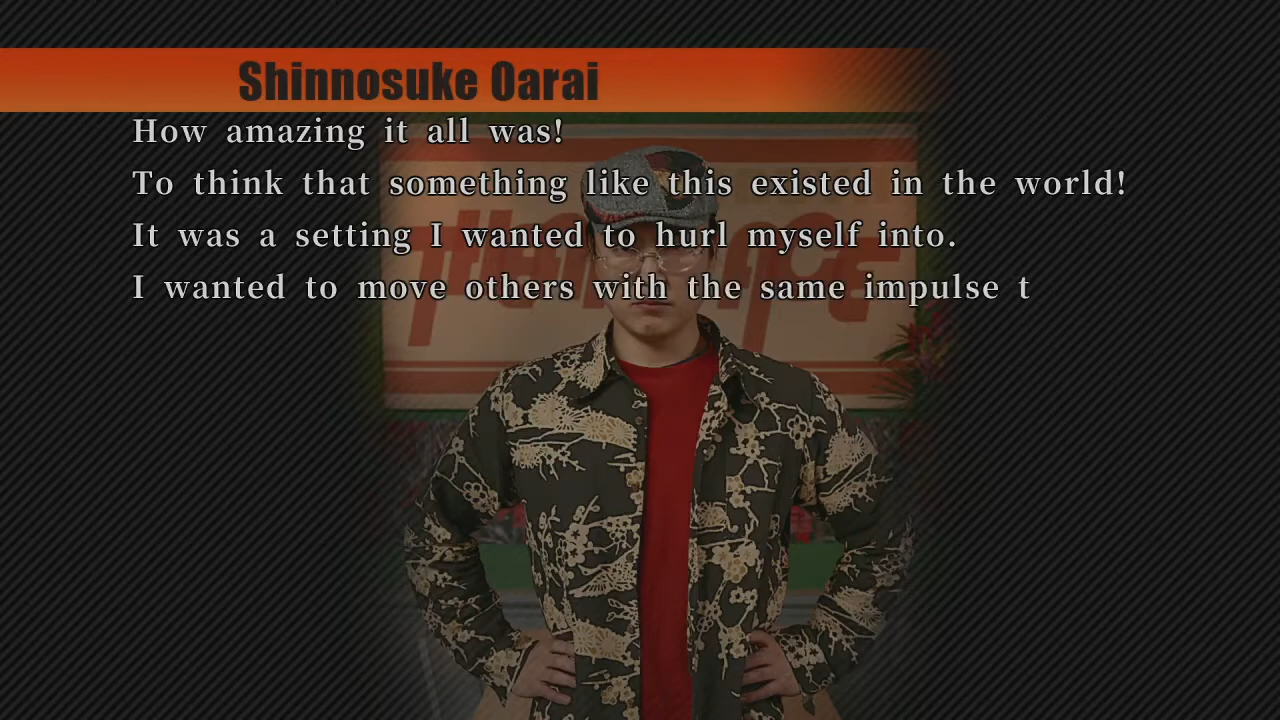 Shinnosuke Oarai
How amazing it all was!
To think that something like this existed in the world!
It was a setting I wanted to hurl myself into.
I wanted to move others with the same impulse t